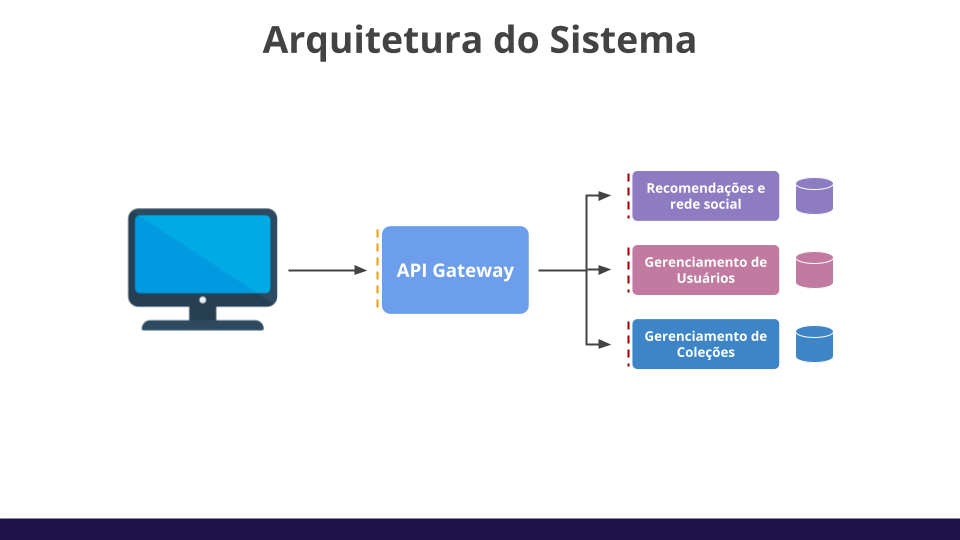 Arquitetura do Sistema
API Gateway
Recomendações e
rede social
Gerenciamento de
Usuários
Gerenciamento de
Coleções